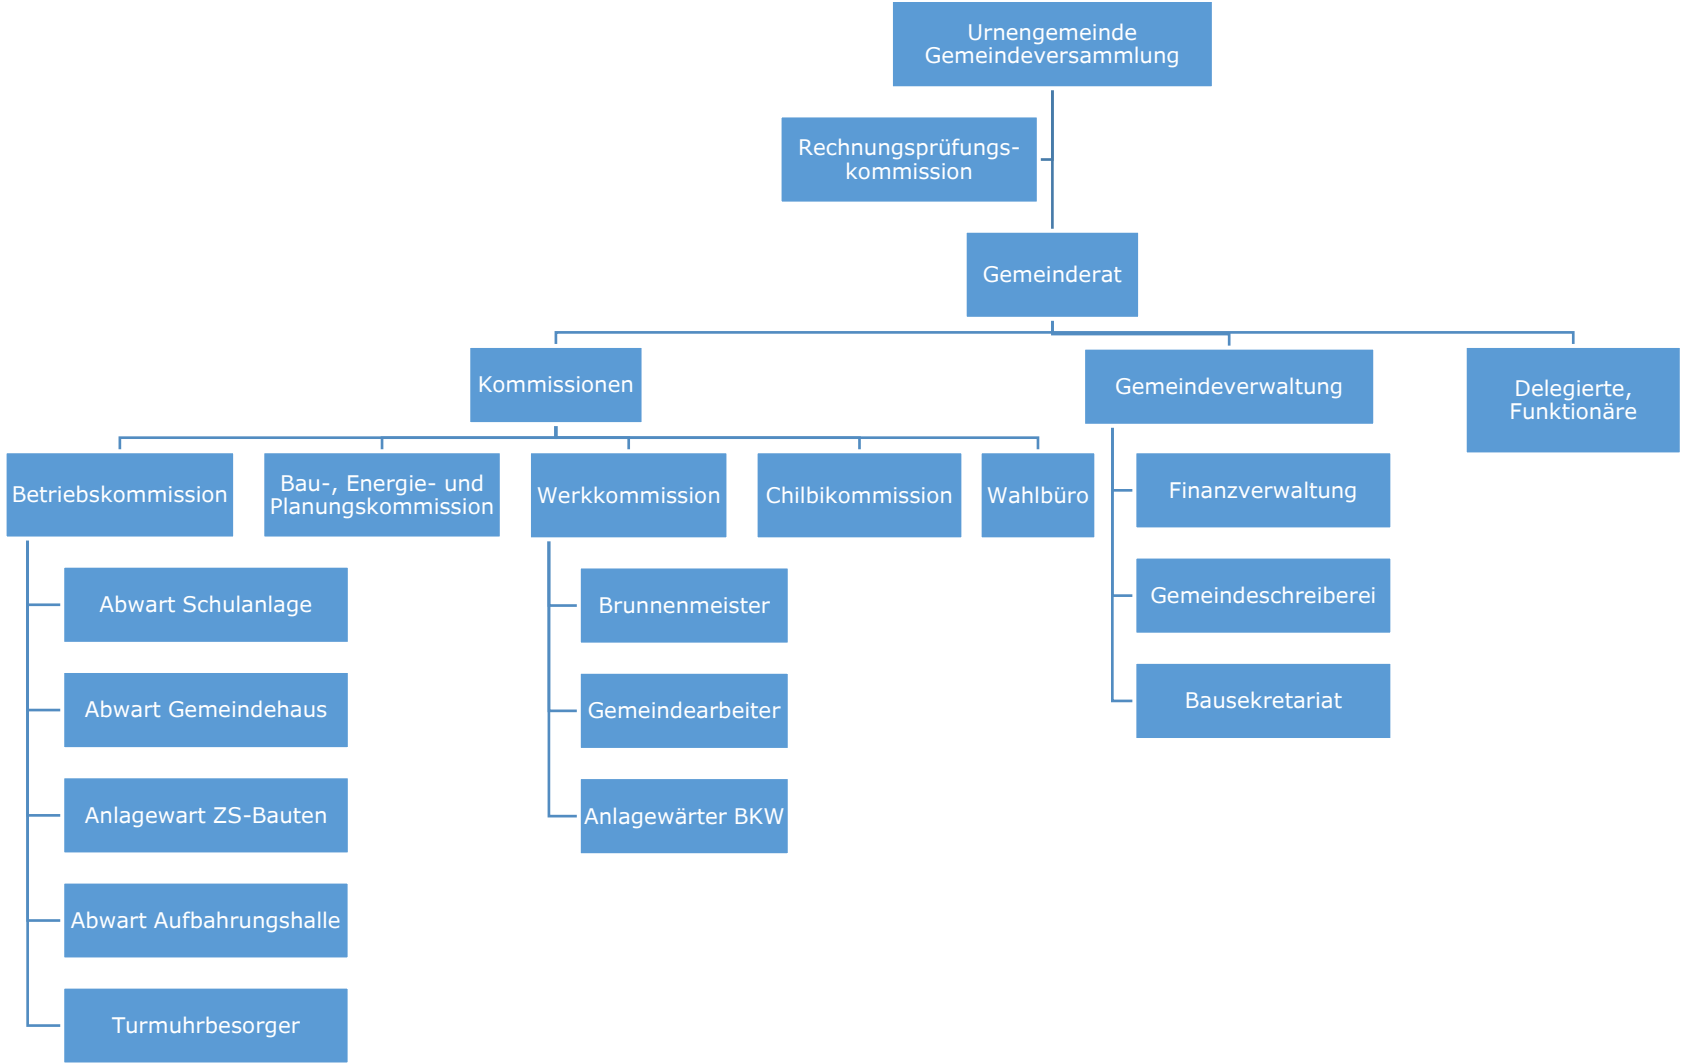 Urnengemeinde
Gemeindeversammlung
Rechnungsprüfungs-
kommission
Gemeinderat
Kommissionen
Gemeindeverwaltung
Delegierte,
Funktionäre
Betriebskommission
Bau-, Energie- und
Planungskommission
Werkkommission
Chilbikommission
Wahlbüro
Finanzverwaltung
Abwart Schulanlage
Brunnenmeister
Gemeindeschreiberei
Abwart Gemeindehaus
Gemeindearbeiter
Bausekretariat
Anlagewart ZS-Bauten
Anlagewärter BKW
Abwart Aufbahrungshalle
Turmuhrbesorger